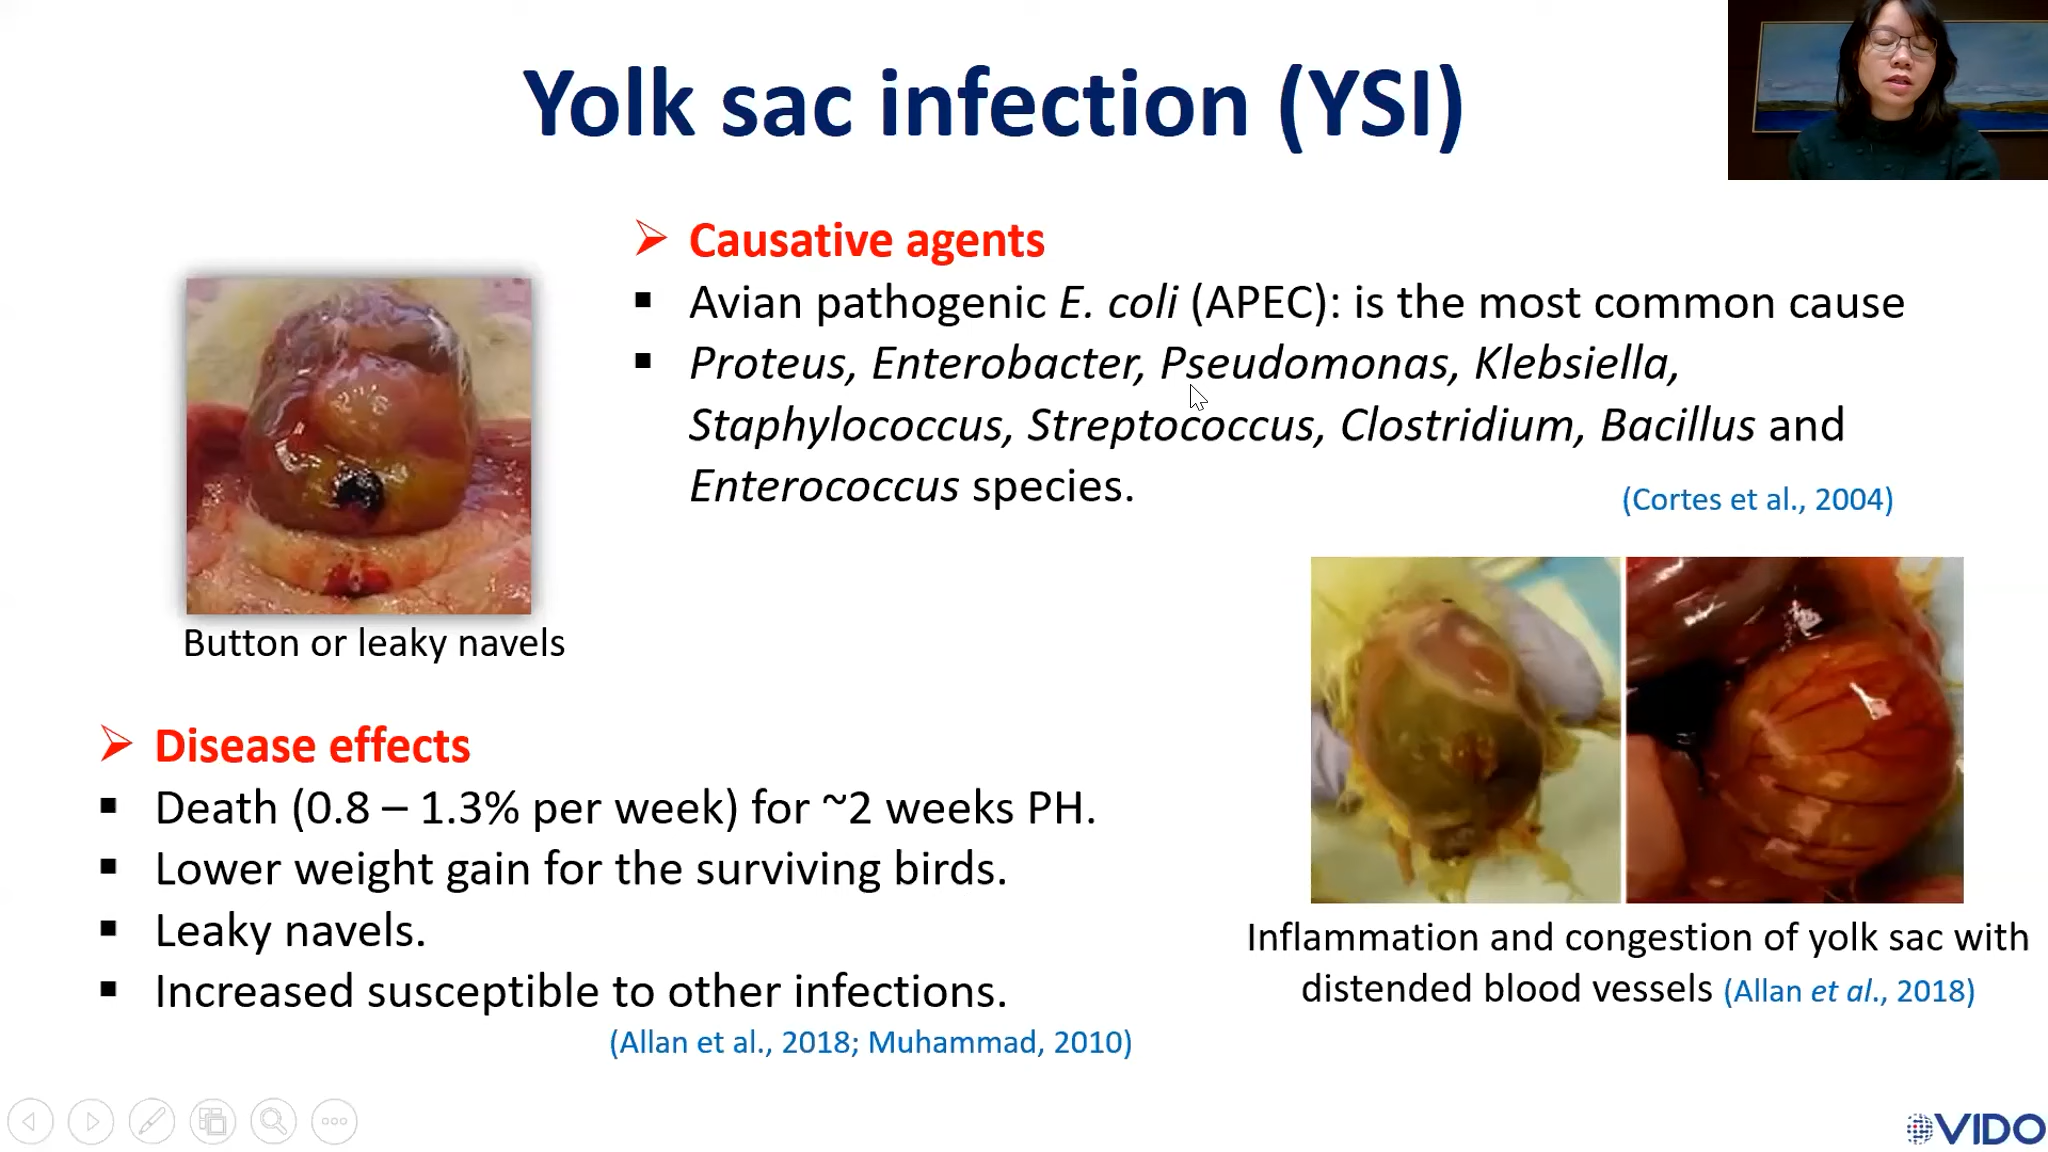 Yolk sac infection (YSI)
➢ Causative agents
▪ Avian pathogenic E. coli (APEC): is the most common cause
▪ Proteus, Enterobacter, Pseudomonas, Klebsiella,
Staphylococcus, Streptococcus, Clostridium, Bacillus and
Enterococcus species.
(Cortes et al., 2004)
Button or leaky navels
➢ Disease effects
▪ Death (0.8 – 1.3% per week) for ~2 weeks PH.
▪ Lower weight gain for the surviving birds.
▪ Leaky navels.
▪ Increased susceptible to other infections.
(Allan et al., 2018; Muhammad, 2010)
Inflammation and congestion of yolk sac with
distended blood vessels (Allan et al., 2018)
VIDO